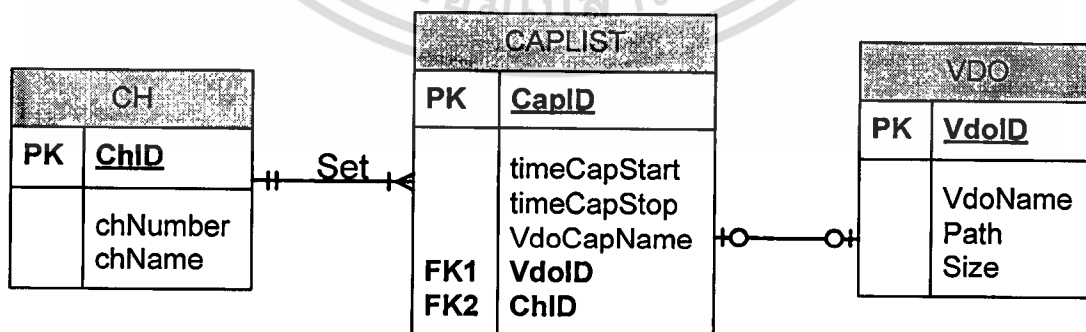 CH
PK ChID
chNumber
chName
Set
CAPLIST
PK CapID
timeCapStart
timeCapStop
VdoCapName
FK1 VdoID
FK2 ChID
VDO
PK VdoID
VdoName
Path
Size